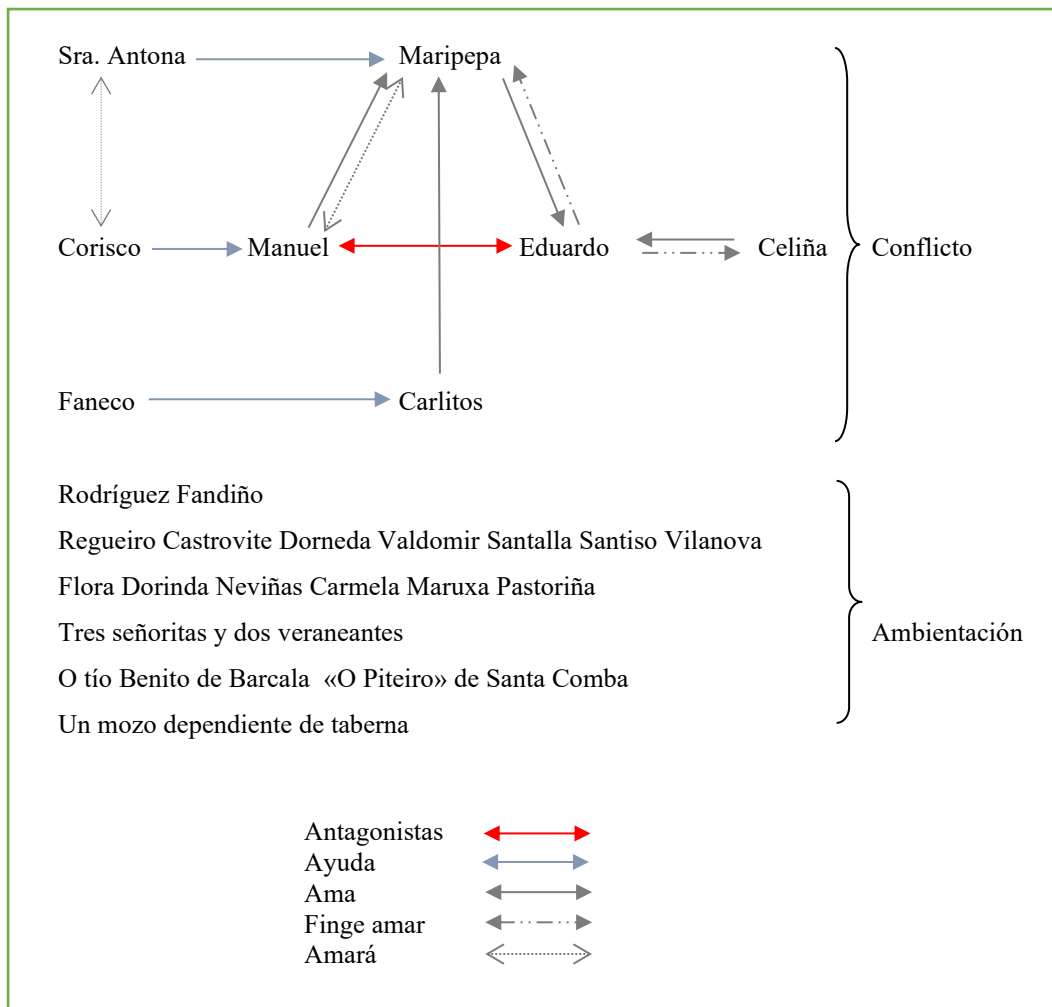 Sra. Antona Maripepa
Corisco Manuel Eduardo Celiña Conflicto
Faneco Carlitos
Rodríguez Fandiño
Regueiro Castrovite Dorneda Valdomir Santalla Santiso Vilanova
Flora Dorinda Neviñas Carmela Maruxa Pastoriña
Tres señoritas y dos veraneantes Ambientación
O tío Benito de Barcala «O Piteiro» de Santa Comba
Un mozo dependiente de taberna
Antagonistas
Ayuda
Ama
Finge amar
Amará